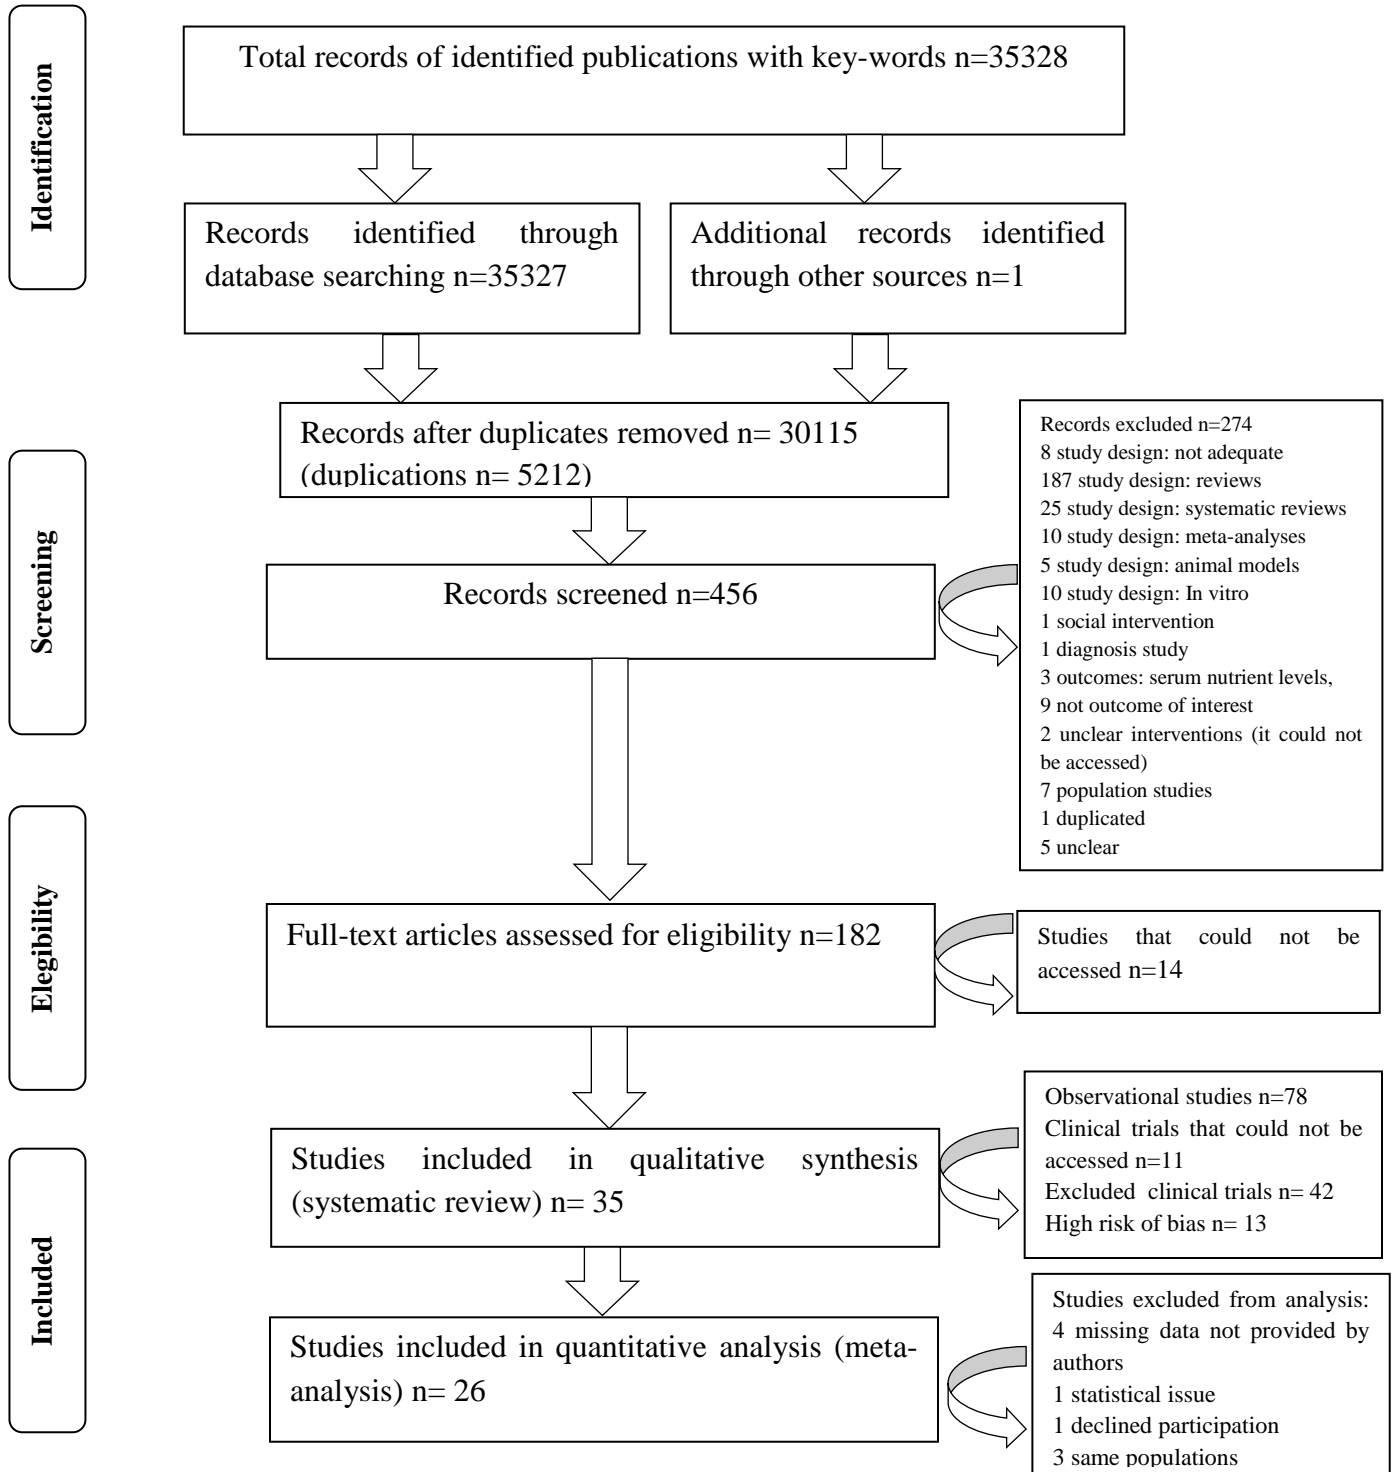 Identification
Total records of identified publications with key-words n=35328
Records identified through
database searching n=35327
Additional records identified
through other sources n=1
Screening
Records after duplicates removed n= 30115
(duplications n= 5212)
Records screened n=456
Records excluded n=274
8 study design: not adequate
187 study design: reviews
25 study design: systematic reviews
10 study design: meta-analyses
5 study design: animal models
10 study design: In vitro
1 social intervention
1 diagnosis study
3 outcomes: serum nutrient levels,
9 not outcome of interest
2 unclear interventions (it could not
be accessed)
7 population studies
1 duplicated
5 unclear
Elegibility
Full-text articles assessed for eligibility n=182
Studies that could not be
accessed n=14
Included
Studies included in qualitative synthesis
(systematic review) n= 35
Observational studies n=78
Clinical trials that could not be
accessed n=11
Excluded clinical trials n= 42
High risk of bias n= 13
Studies included in quantitative analysis (meta-
analysis) n= 26
Studies excluded from analysis:
4 missing data not provided by
authors
1 statistical issue
1 declined participation
3 same populations